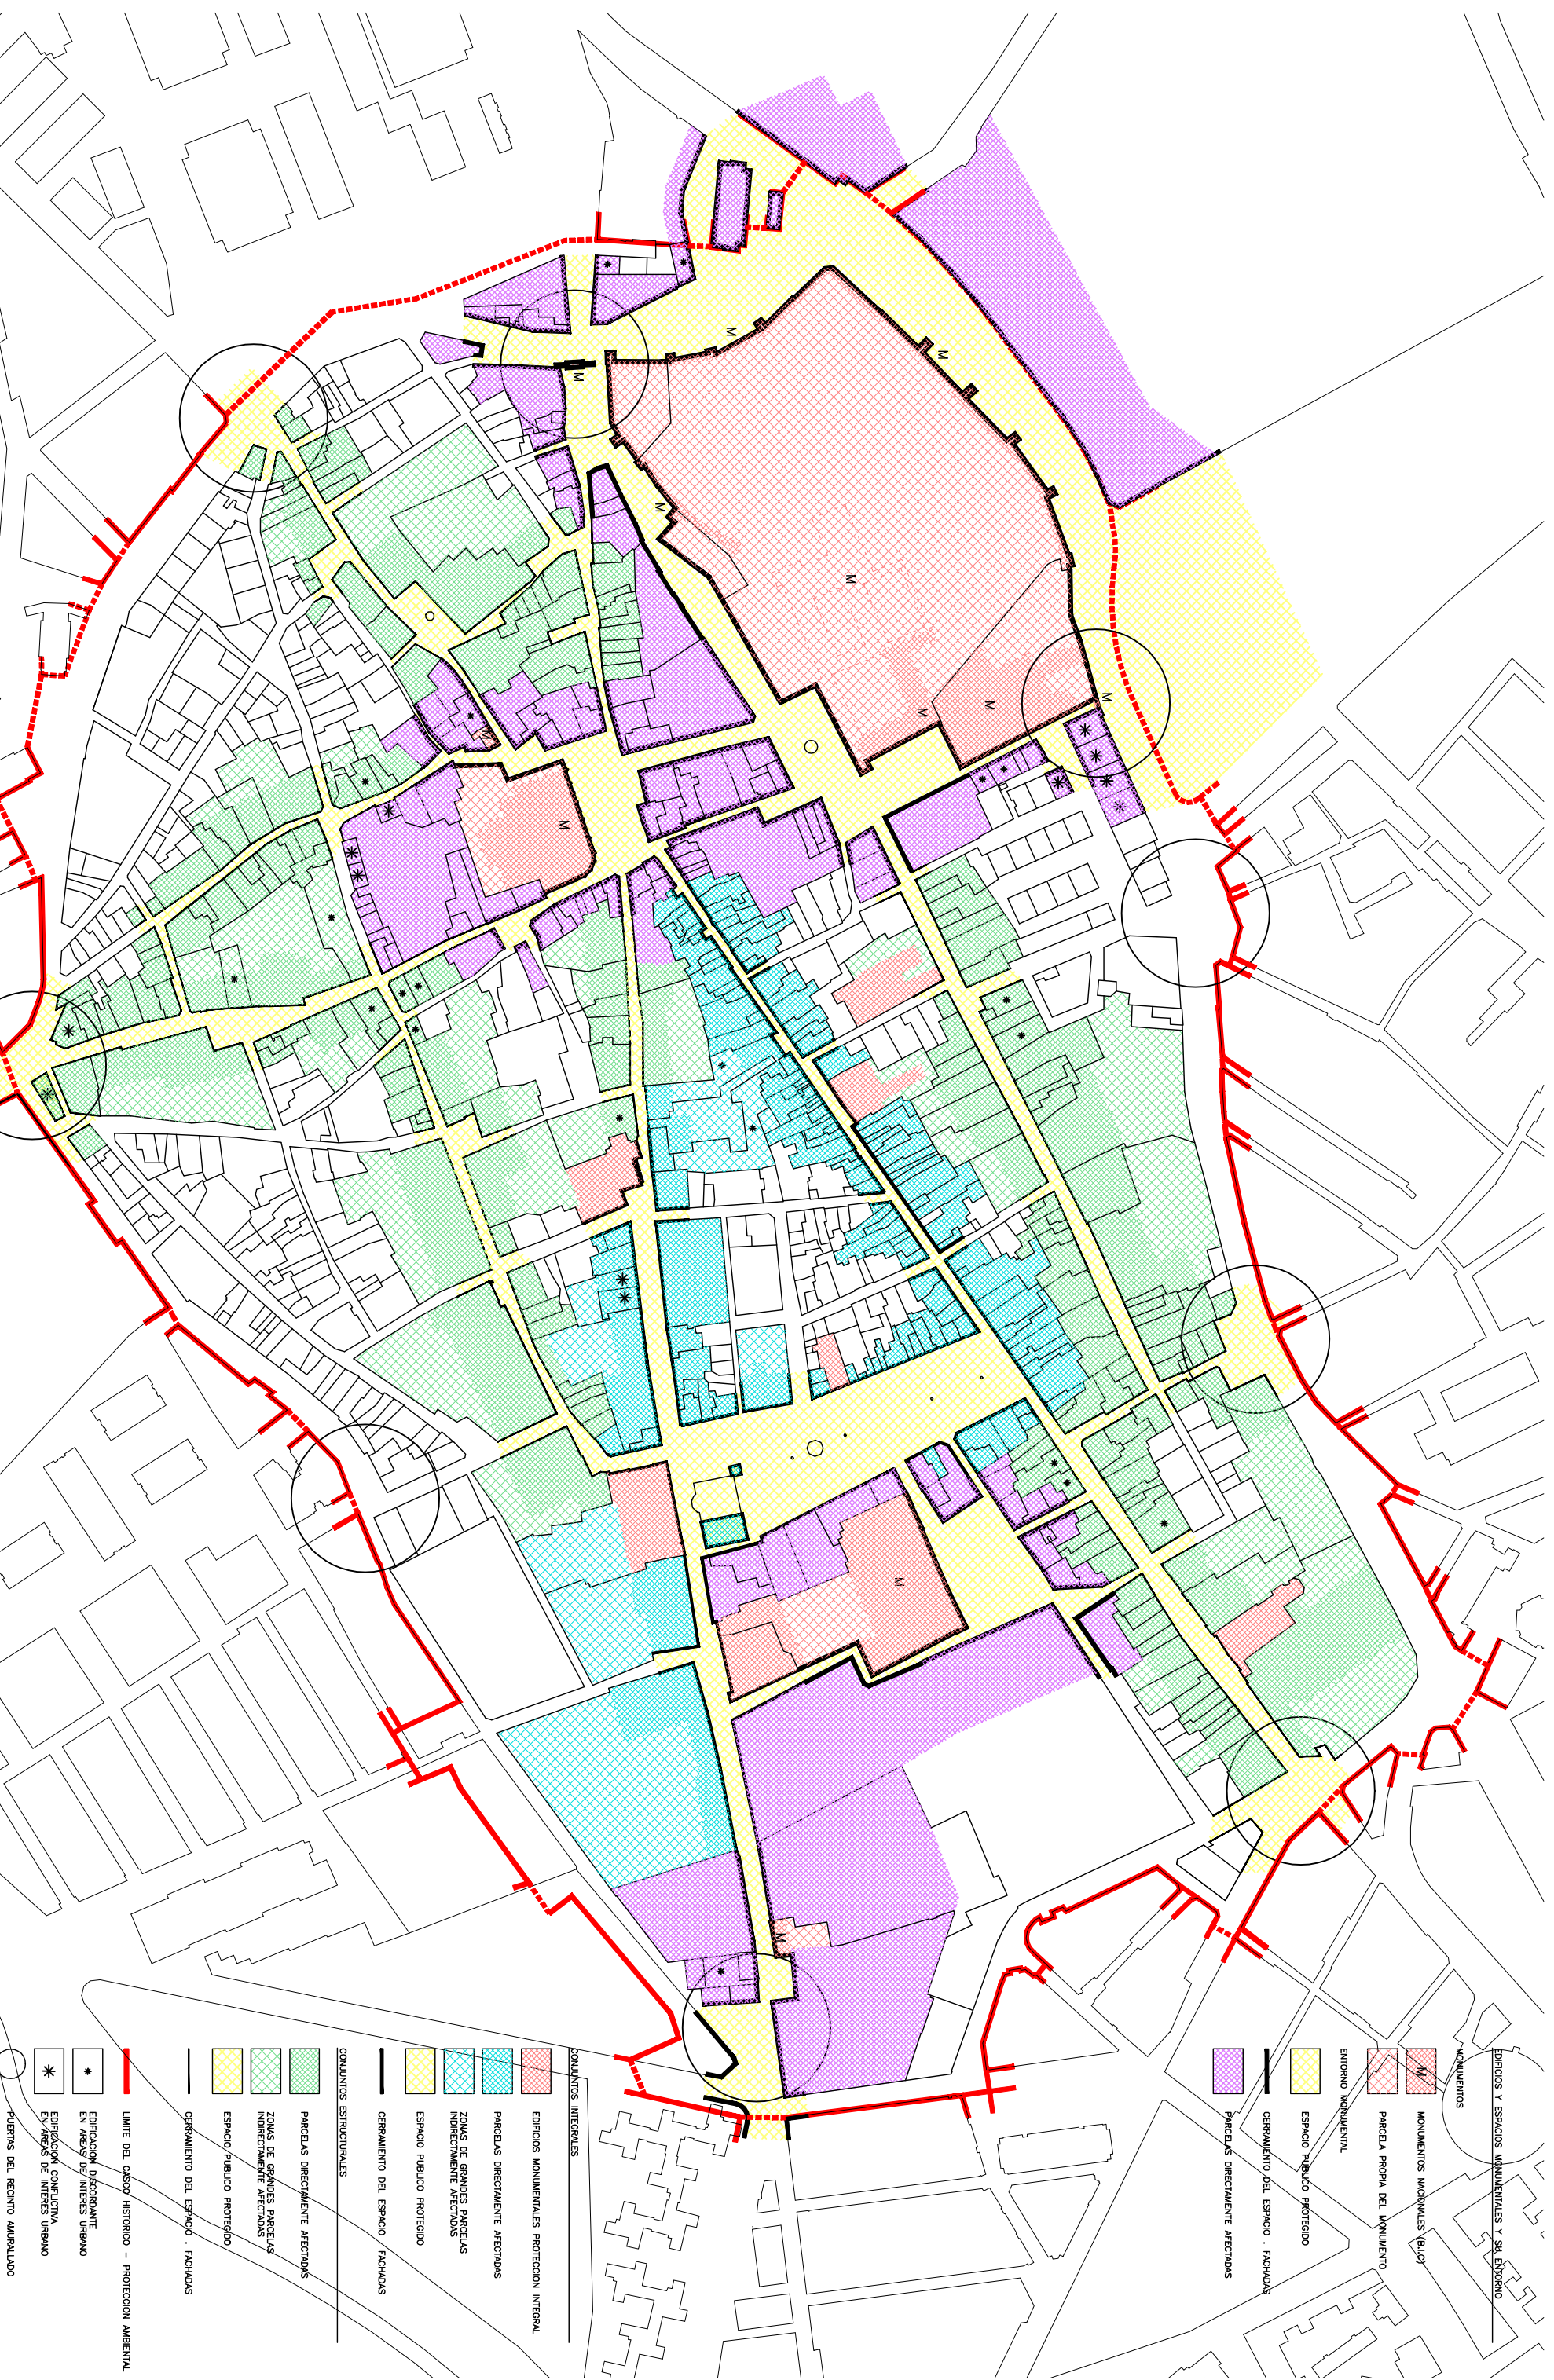 EDIFICIOS Y ESPACIOS MONUMENTALES Y SU ENTORNO
MONUMENTOS
M
MONUMENTOS NACIONALES (B.I.C)
PARCELA PROPIA DEL MONUMENTO
ENTORNO MONUMENTAL
ESPACIO PUBLICO PROTEGIDO
CERRAMIENTO DEL ESPACIO . FACHADAS
PARCELAS DIRECTAMENTE AFECTADAS
CONJUNTOS INTEGRALES
EDIFICIOS MONUMENTALES PROTECCION INTEGRAL
PARCELAS DIRECTAMENTE AFECTADAS
ZONAS DE GRANDES PARCELAS
INDIRECTAMENTE AFECTADAS
ESPACIO PUBLICO PROTEGIDO
CERRAMIENTO DEL ESPACIO . FACHADAS
CONJUNTOS ESTRUCTURALES
PARCELAS DIRECTAMENTE AFECTADAS
ZONAS DE GRANDES PARCELAS
INDIRECTAMENTE AFECTADAS
ESPACIO PUBLICO PROTEGIDO
CERRAMIENTO DEL ESPACIO . FACHADAS
LIMITE DEL CASCO HISTORICO – PROTECCION AMBIENTAL
EDIFICACION DISCORDANTE
EN AREAS DE INTERES URBANO
EDIFICACION CONFLICTIVA
EN AREAS DE INTERES URBANO
PUERTAS DEL RECINTO AMURALLADO
M
M
M
M
M
M
M
M
M
M
M
M